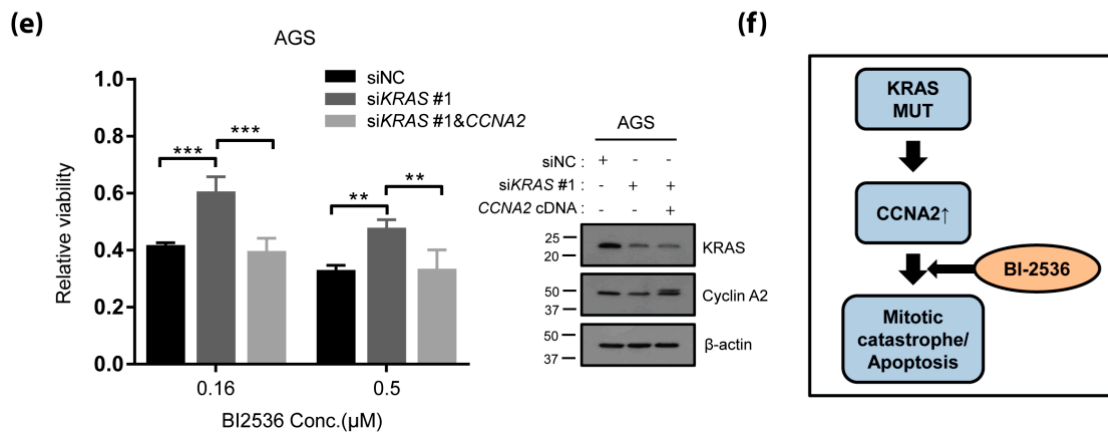 (e)
AGS
siNC
siKRAS #1
siKRAS #1&CCNA2
1.0
0.8
0.6
0.4
0.2
0.0
Relative viability
***
***
**
**
0.16
0.5
BI2536 Conc.(μM)
AGS
siNC : + - -
siKRAS #1 : - + +
CCNA2 cDNA : - - +
25
20
KRAS
50
37
Cyclin A2
50
37
β-actin
(f)
KRAS
MUT
CCNA2↑
BI-2536
Mitotic
catastrophe/
Apoptosis